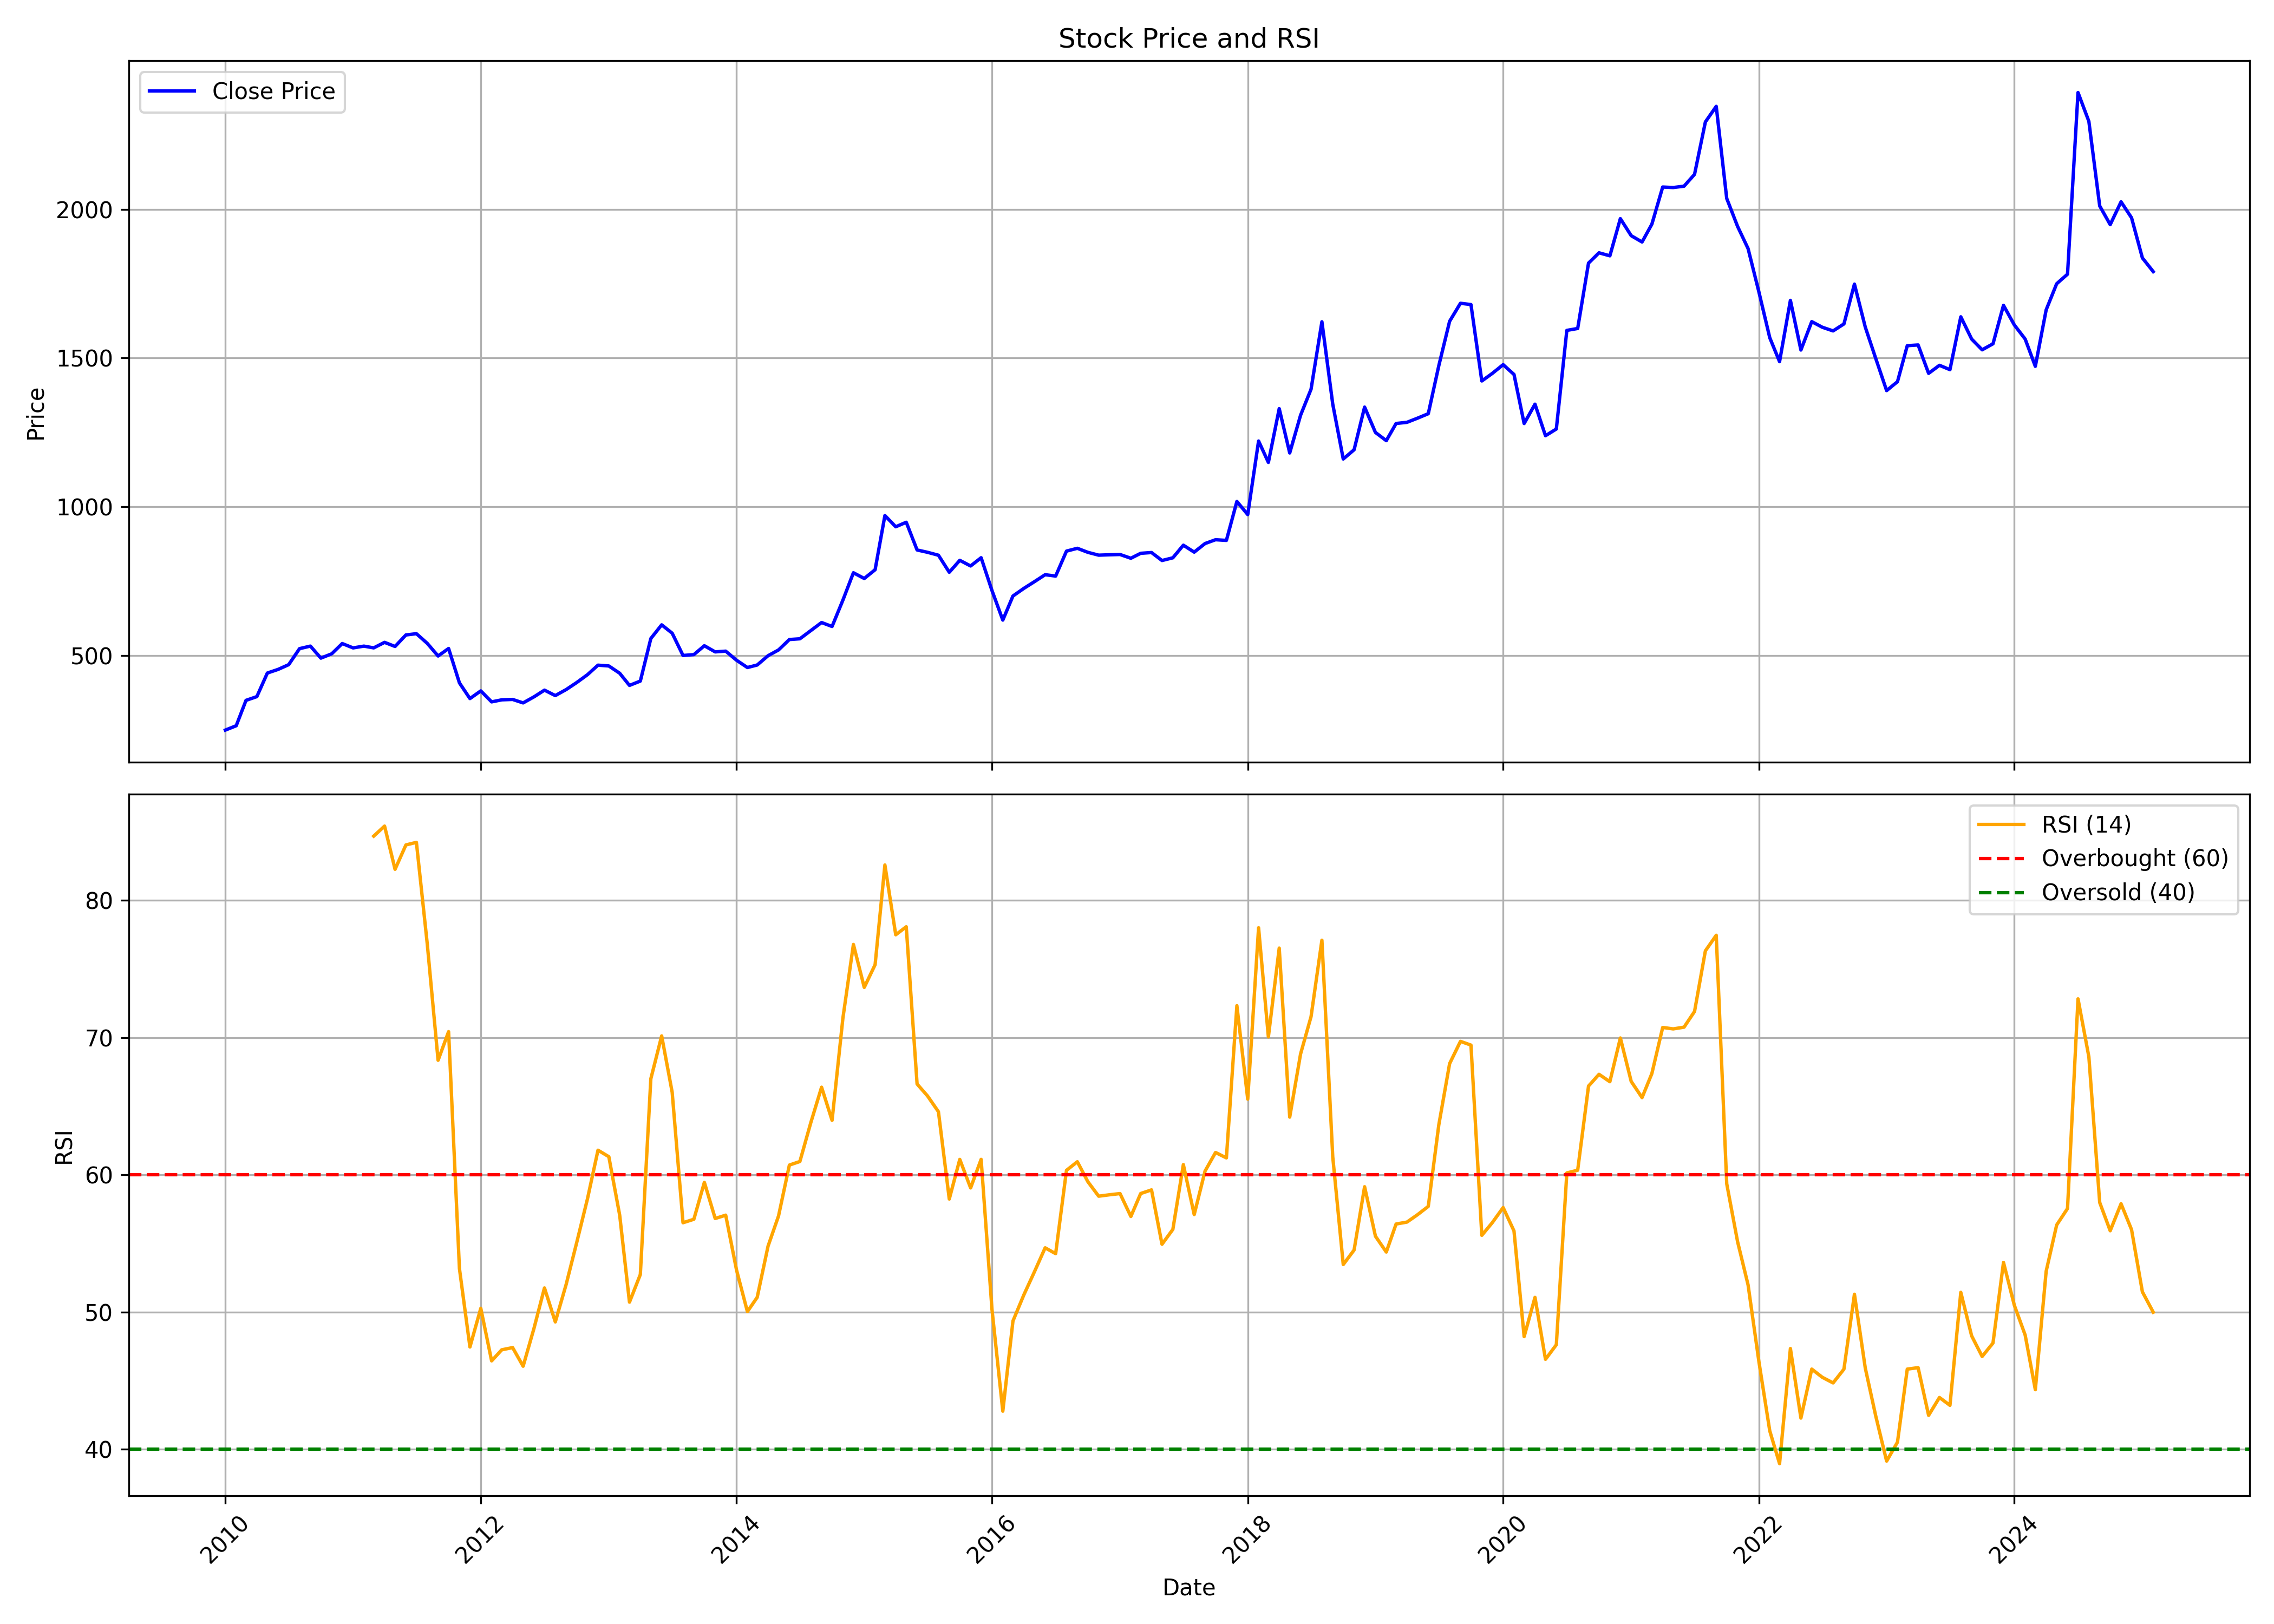 Stock Price and RSI
Close Price
Price
2000
1500
1000
500
RSI (14)
Overbought (60)
Oversold (40)
RSI
80
70
60
50
40
2010
2012
2014
2016
2018
2020
2022
2024
Date